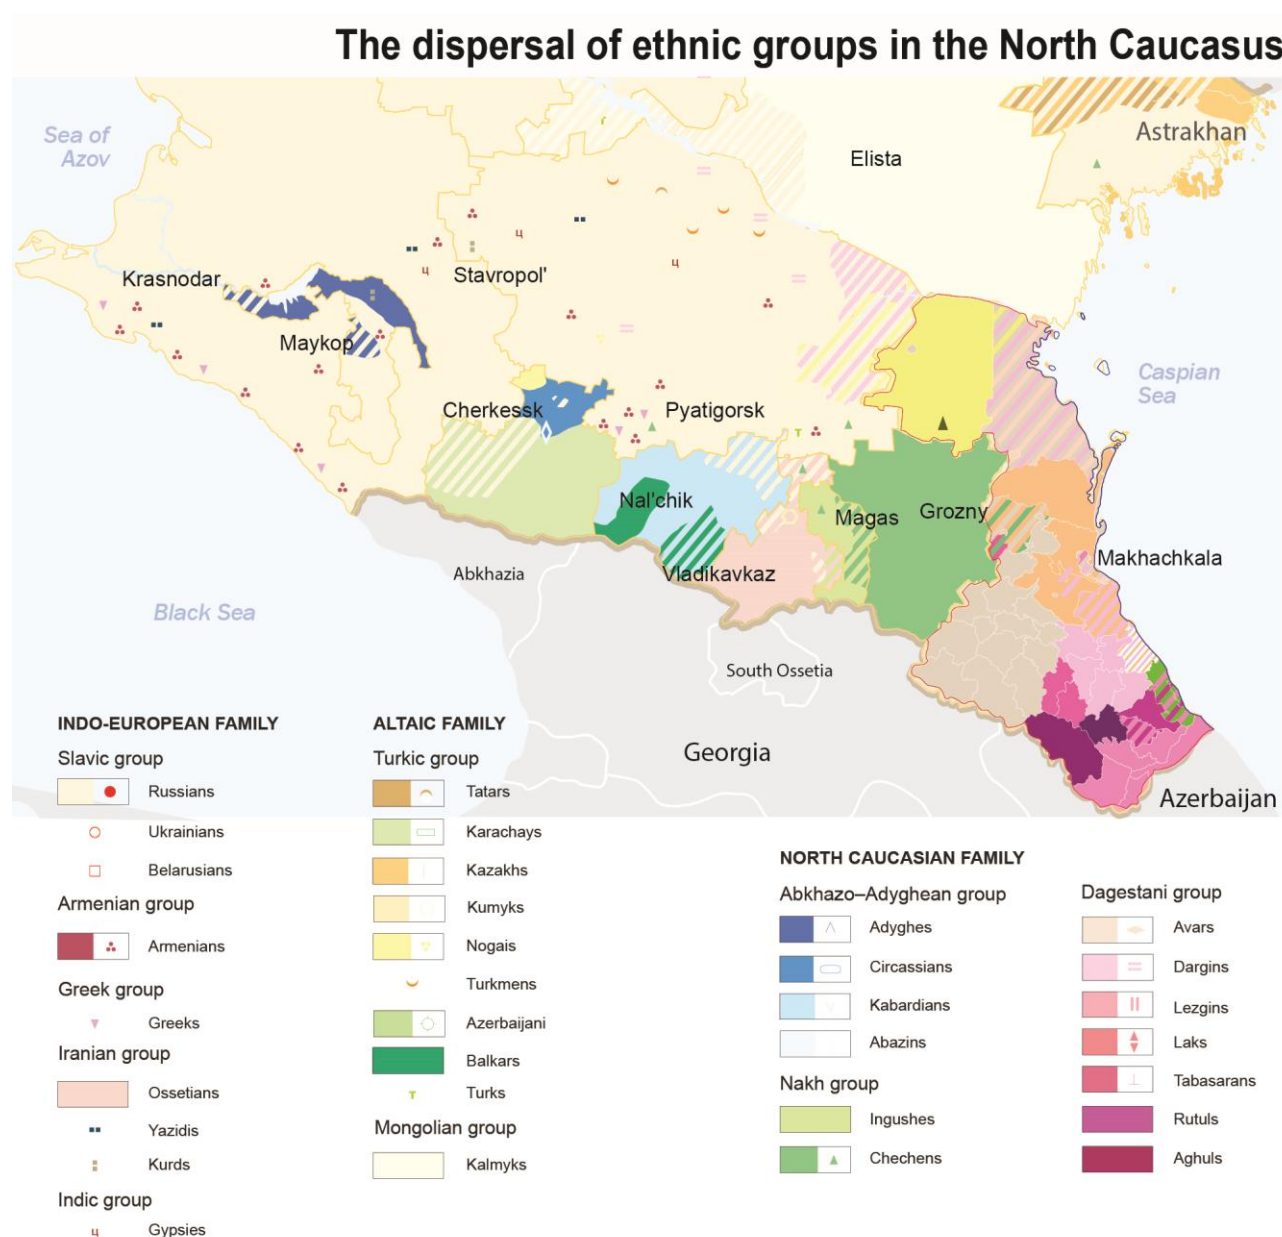 The dispersal of ethnic groups in the North Caucasus
Sea of
Azov
Astrakhan
Elista
Krasnodar
Stavropol'
Maykop
Caspian
Sea
Cherkessk
Pyatigorsk
Nal'chik
Magas
Grozny
Makhachkala
Abkhazia
Vladikavkaz
Black Sea
South Ossetia
Georgia
Azerbaijan
INDO-EUROPEAN FAMILY
Slavic group
Russians
Ukrainians
Belarusians
Armenian group
Armenians
Greek group
Greeks
Iranian group
Ossetians
Yazidis
Kurds
Indic group
Gypsies
ALTAIC FAMILY
Turkic group
Tatars
Karachays
Kazakhs
Kumyks
Nogais
Turkmens
Azerbaijani
Balkars
Turks
Mongolian group
Kalmyks
NORTH CAUCASIAN FAMILY
Abkhazo–Adyghean group
Adyghes
Circassians
Kabardians
Abazins
Nakh group
Ingushes
Chechens
Dagestani group
Avars
Dargins
Lezgins
Laks
Tabasarans
Rutuls
Aghuls